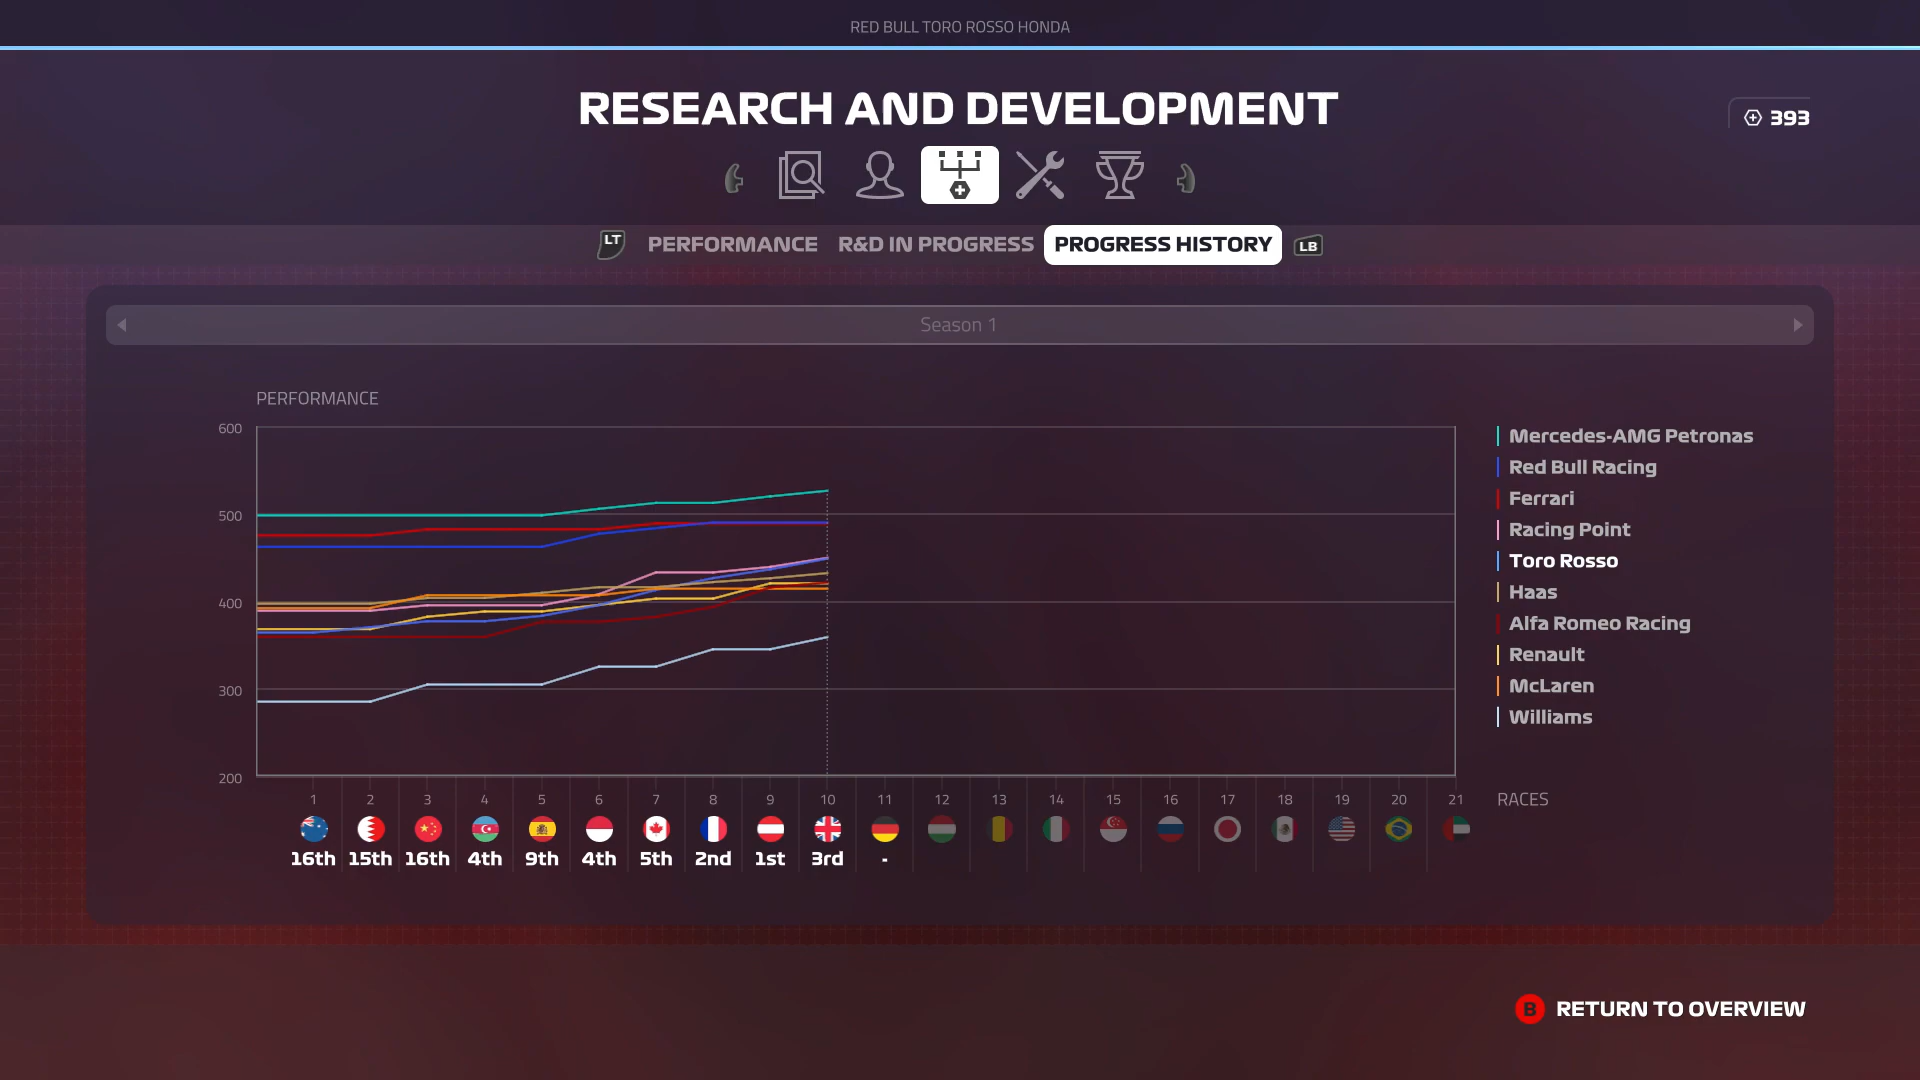 RED BULL TORO ROSSO HONDA
RESEARCH AND DEVELOPMENT
393
LT PERFORMANCE R&D IN PROGRESS PROGRESS HISTORY LB
Season 1
PERFORMANCE
600
500
400
300
200
Mercedes-AMG Petronas
Red Bull Racing
Ferrari
Racing Point
Toro Rosso
Haas
Alfa Romeo Racing
Renault
McLaren
Williams
1 2 3 4 5 6 7 8 9 10 11 12 13 14 15 16 17 18 19 20 21 RACES
16th 15th 16th 4th 9th 4th 5th 2nd 1st 3rd -
B RETURN TO OVERVIEW